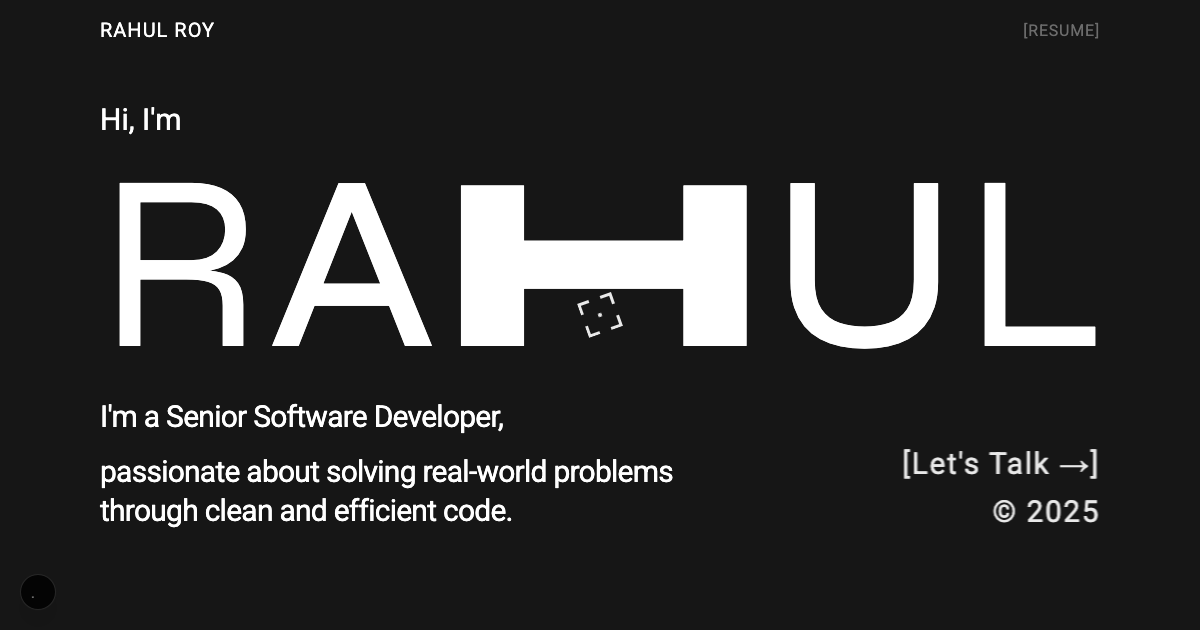 RAHUL ROY
[RESUME]
Hi, I'm
RAHUL
I'm a Senior Software Developer,
passionate about solving real-world problems
through clean and efficient code.
[Let's Talk →]
© 2025